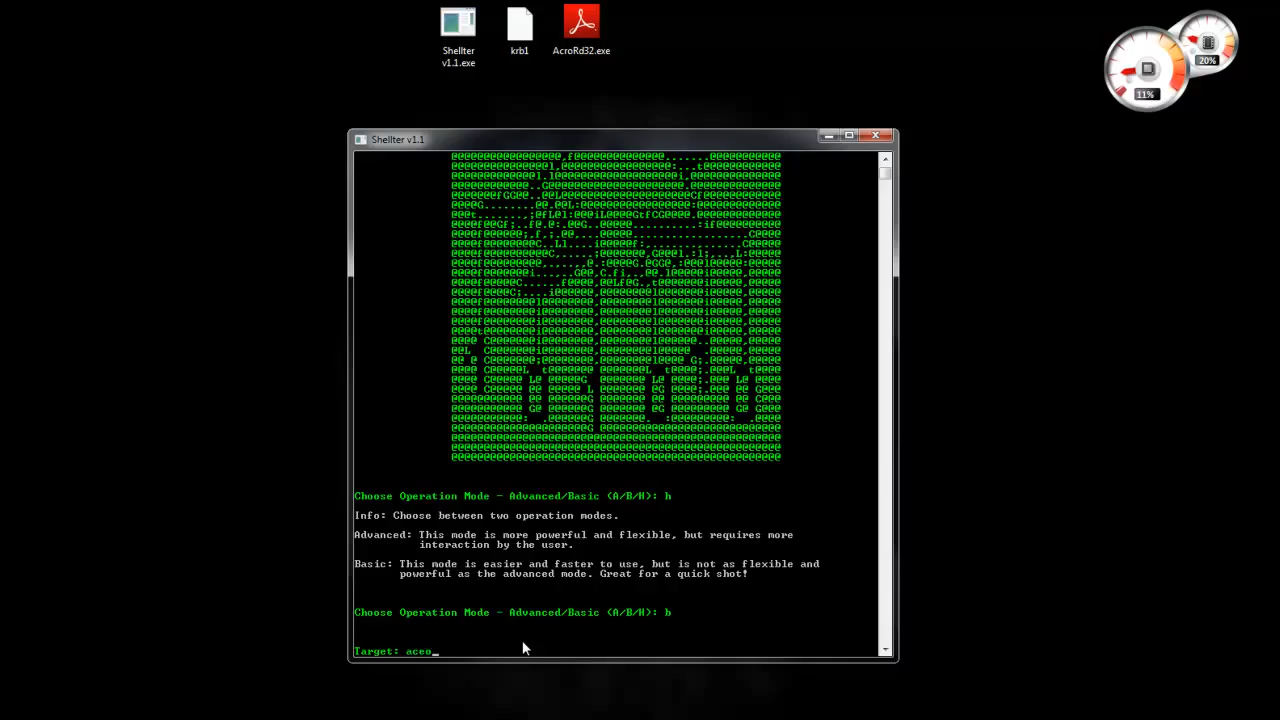 Shellter
v1.1.exe
krb1
AcroRd32.exe
20%
11%
Shellter v1.1
Choose Operation Mode - Advanced/Basic (A/B/H): h
Info: Choose between two operation modes.
Advanced: This mode is more powerful and flexible, but requires more
interaction by the user.
Basic: This mode is easier and faster to use, but is not as flexible and
powerful as the advanced mode. Great for a quick shot!
Choose Operation Mode - Advanced/Basic (A/B/H): b
Target: aceo_